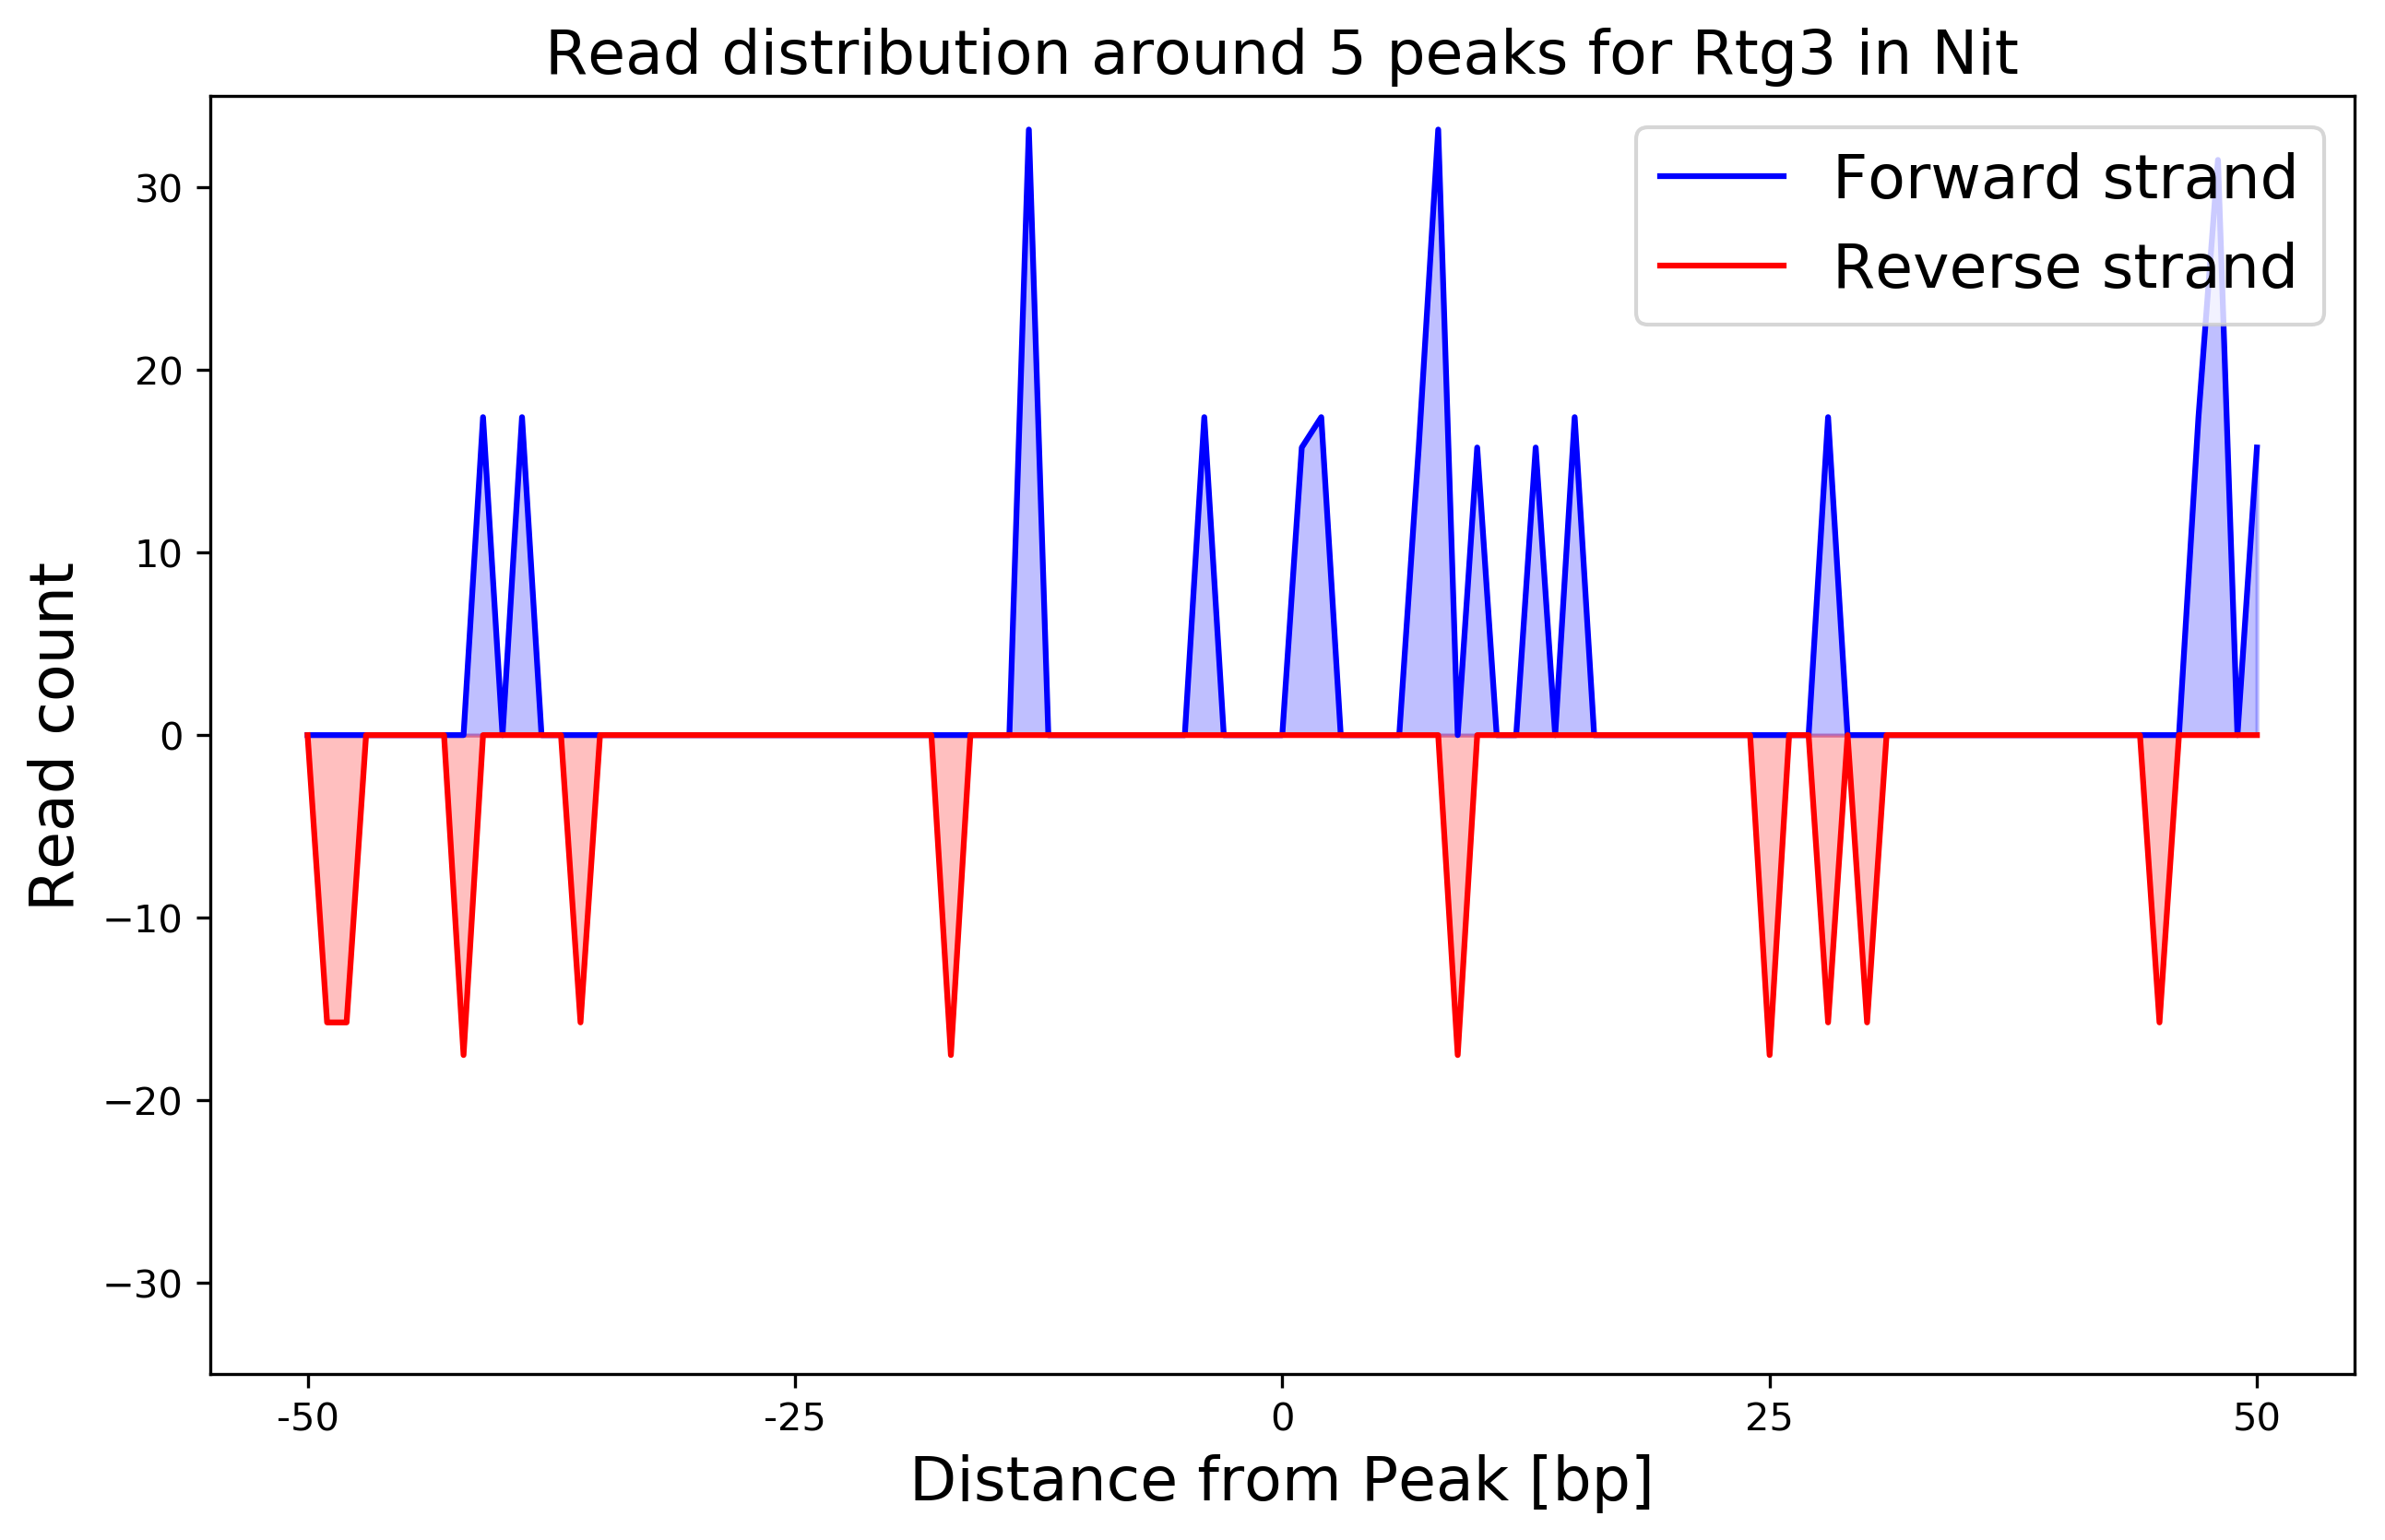 Read distribution around 5 peaks for Rtg3 in Nit
Forward strand
Reverse strand
Read count
30
20
10
0
−10
−20
−30
-50
-25
0
25
50
Distance from Peak [bp]